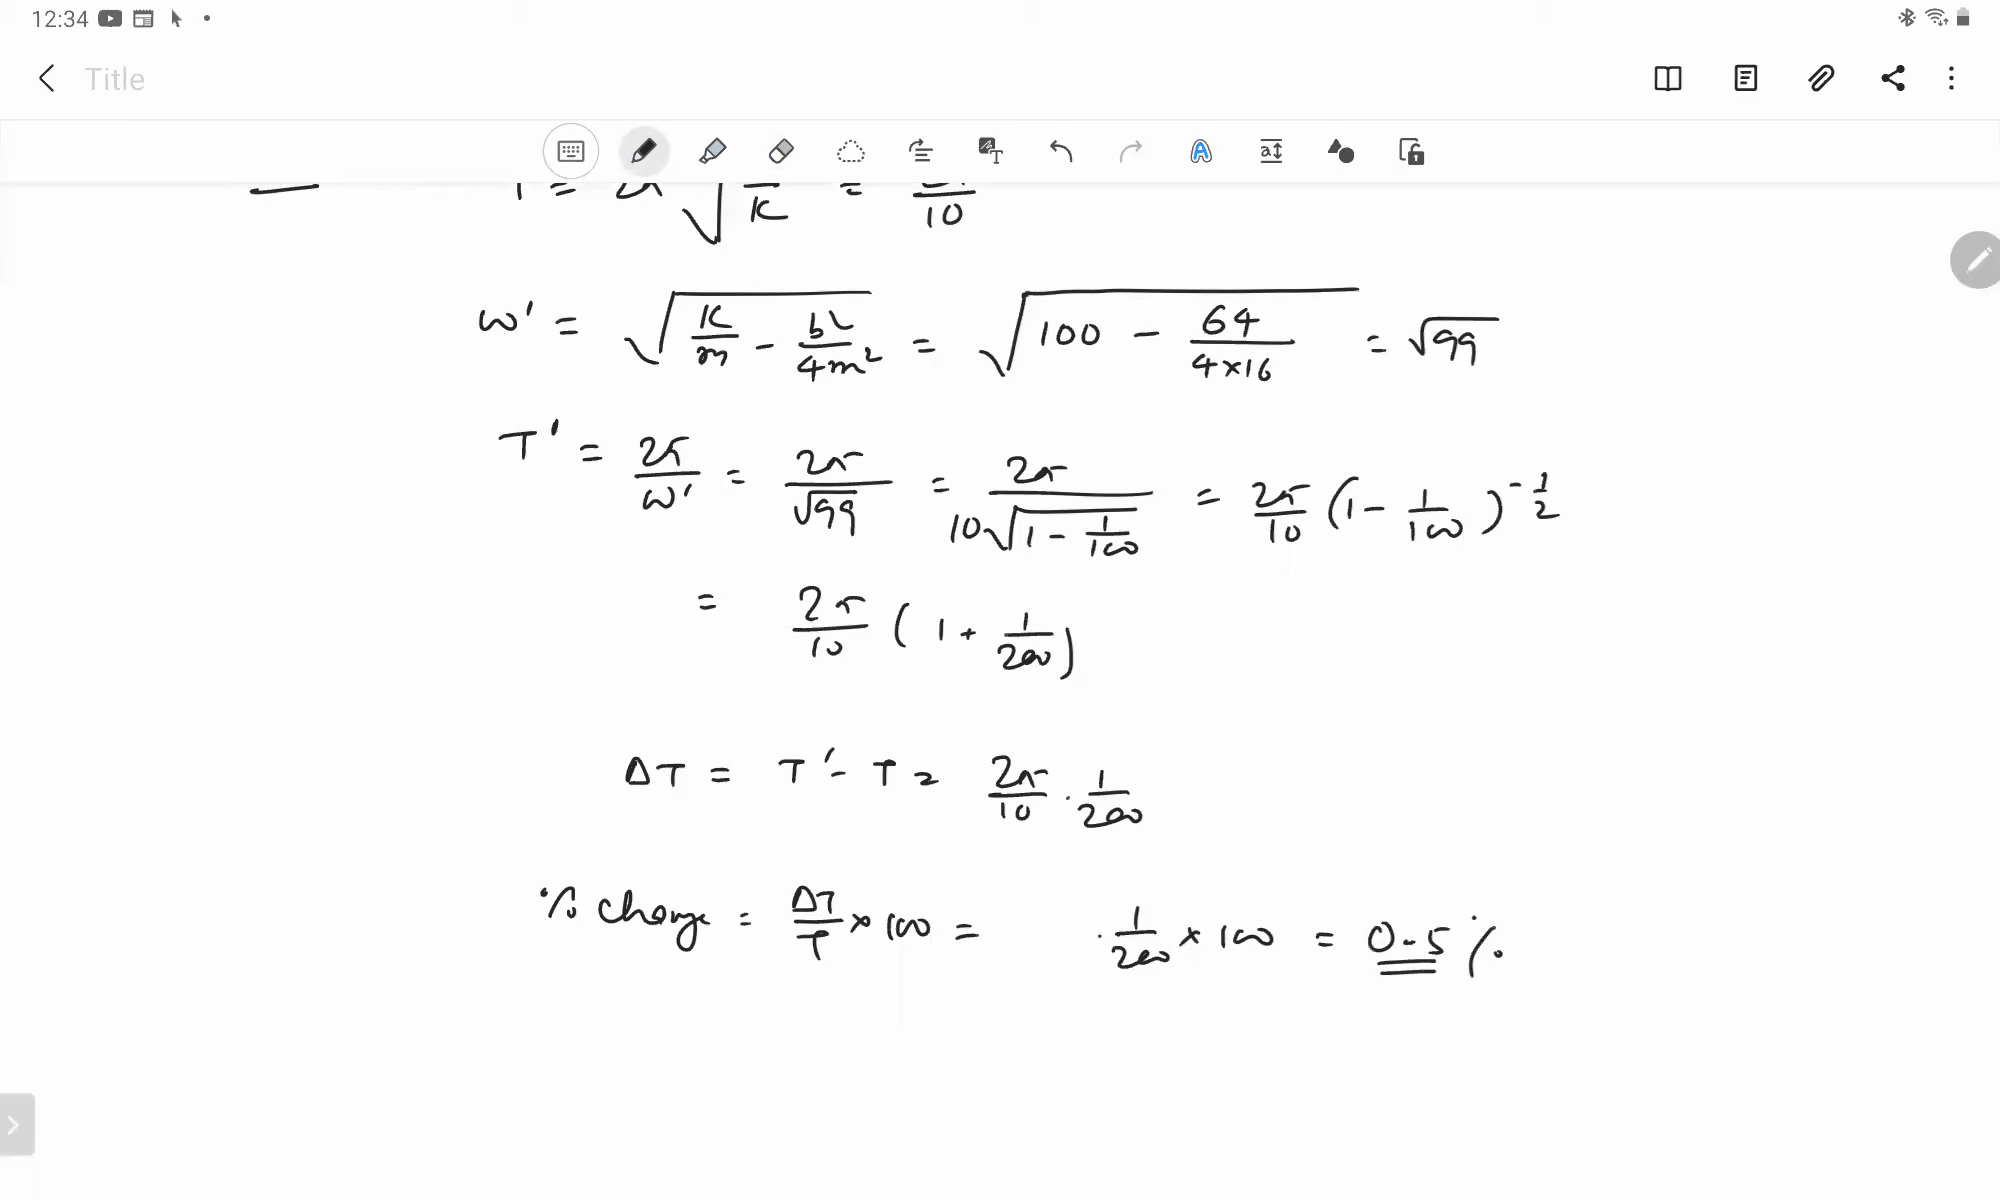 12:34
Title
T = 2π √(m/K) = 2π/10
ω' = √(K/m - b²/4m²) = √(100 - 64/(4×16)) = √99
T' = 2π/ω' = 2π/√99 = 2π/(10√(1 - 1/100)) = 2π/10 (1 - 1/100)^(-1/2)
= 2π/10 (1 + 1/200)
ΔT = T' - T = 2π/10 · 1/200
% change = ΔT/T × 100 = · 1/200 × 100 = 0.5 %